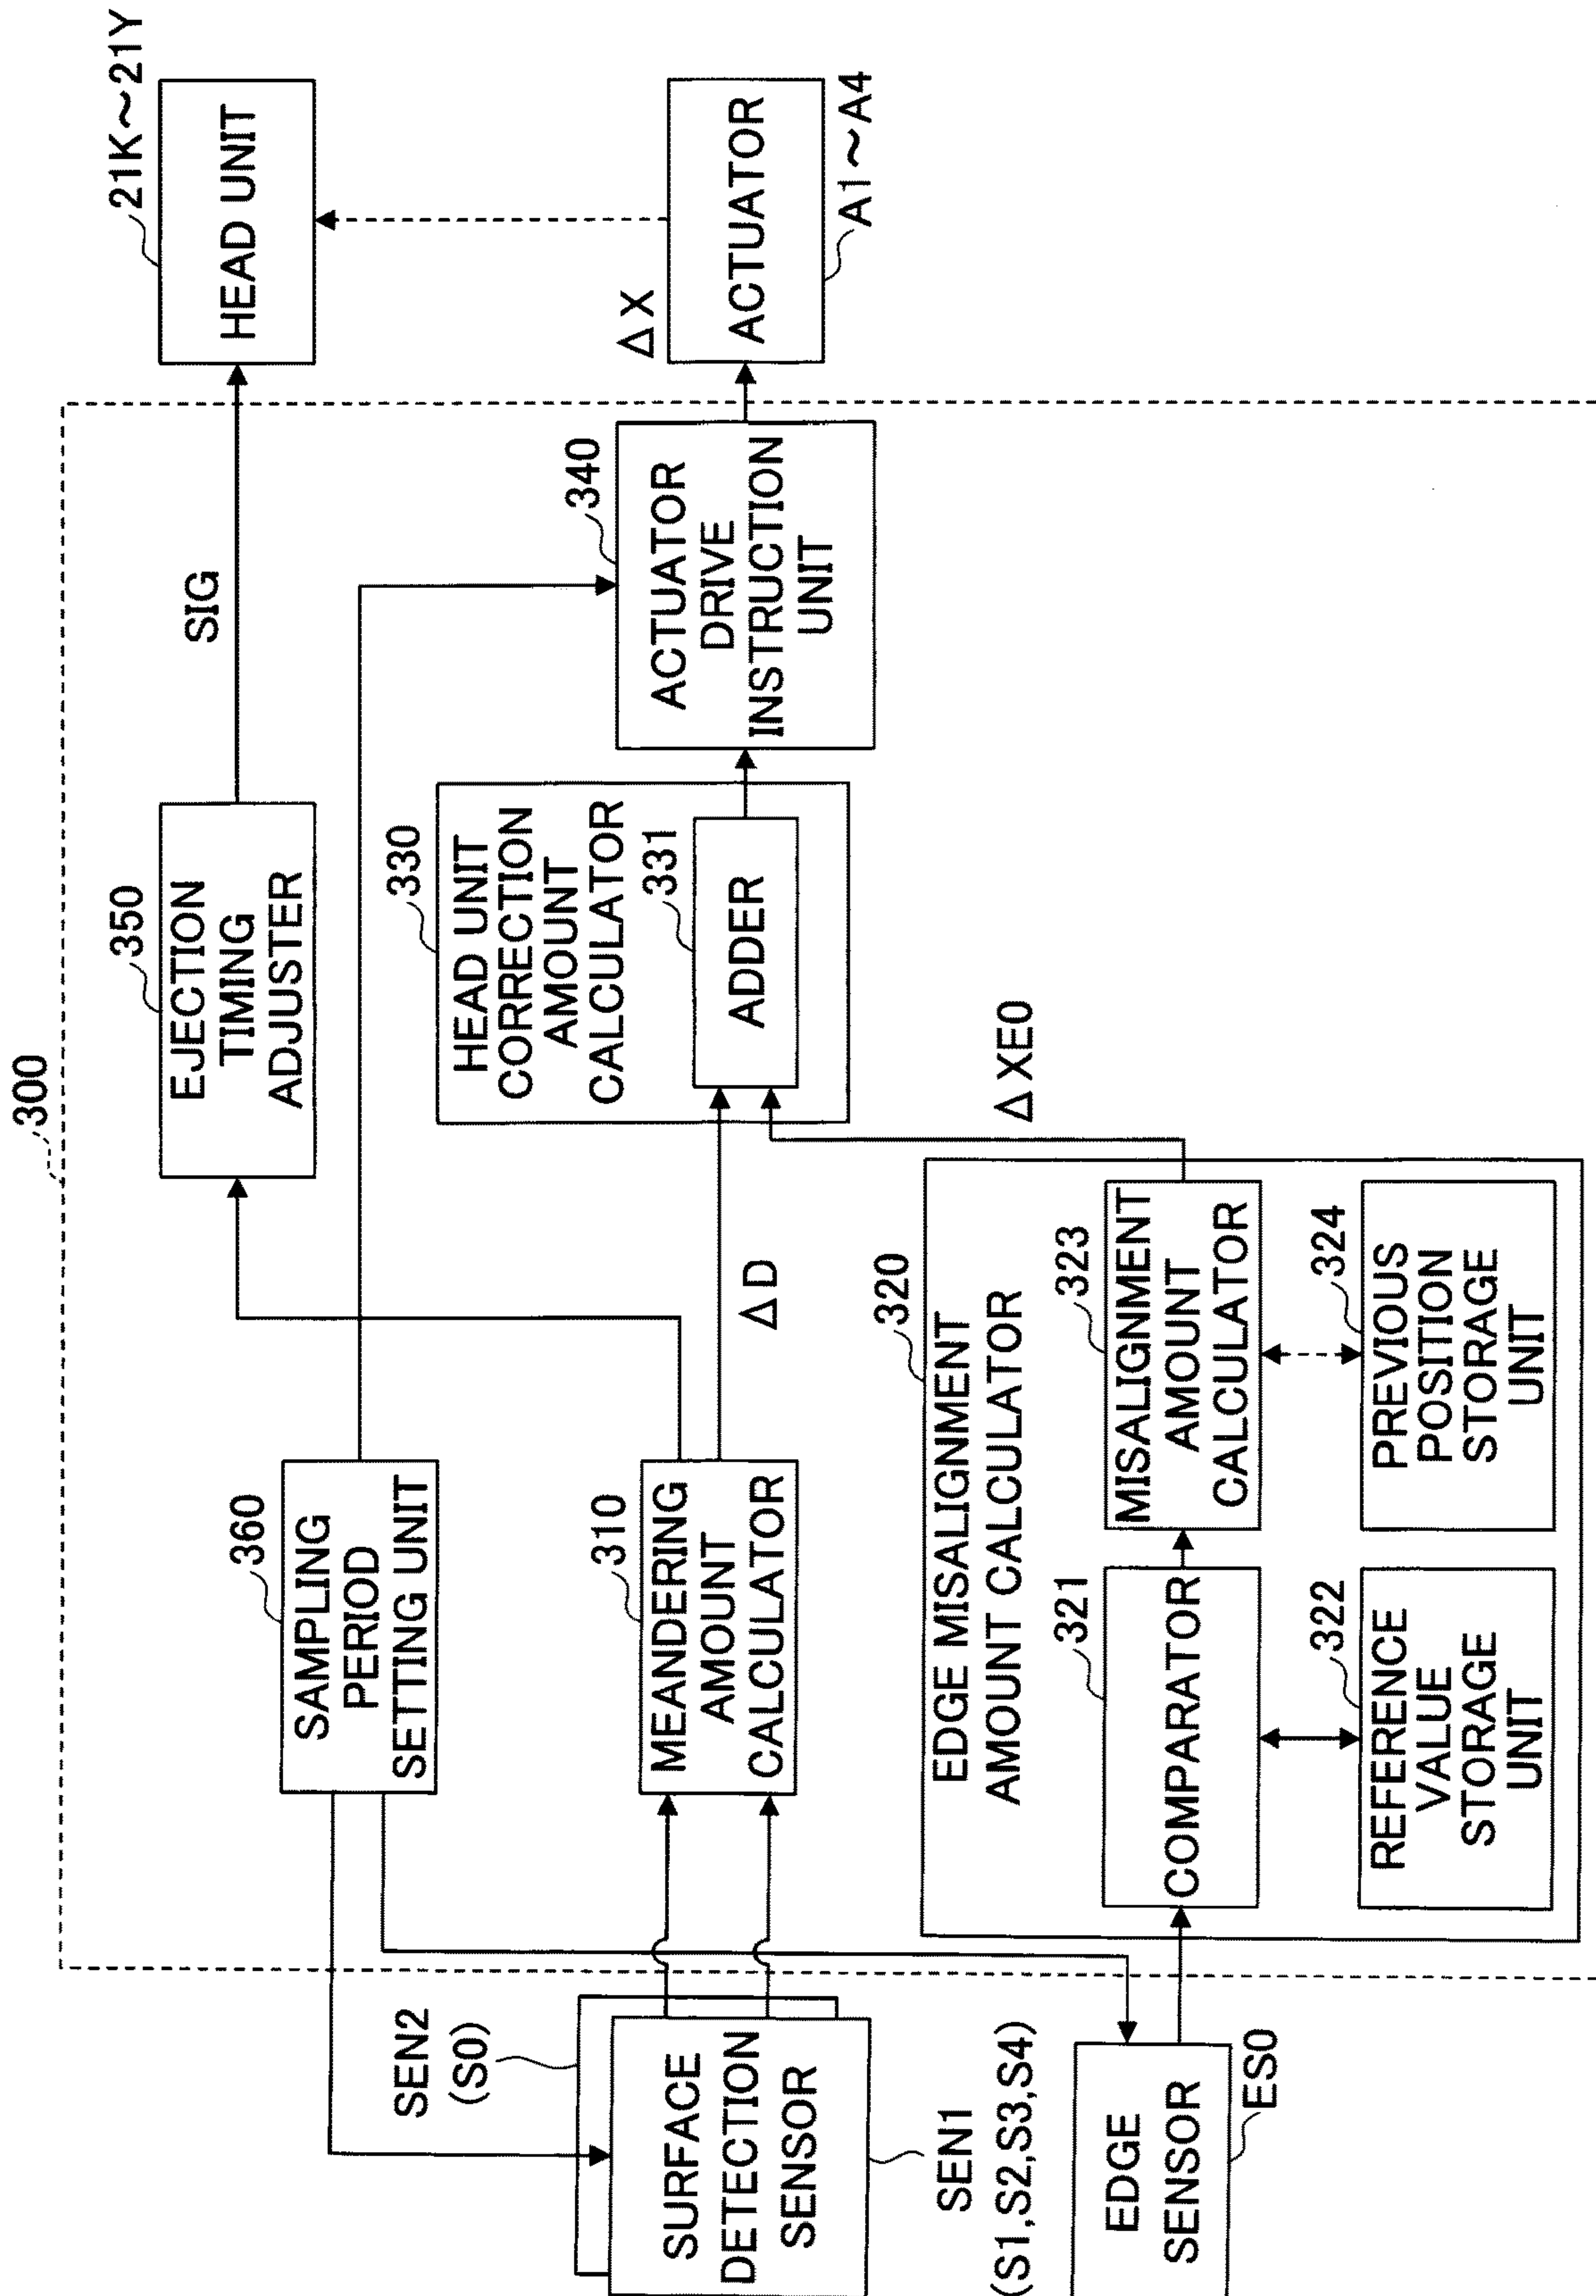 300
350
EJECTION
TIMING
ADJUSTER
SIG
21K~21Y
HEAD UNIT
360
SAMPLING
PERIOD
SETTING UNIT
330
HEAD UNIT
CORRECTION
AMOUNT
CALCULATOR
331
ADDER
340
ACTUATOR
DRIVE
INSTRUCTION
UNIT
ΔX
ACTUATOR
A1~A4
SEN2
(S0)
SURFACE
DETECTION
SENSOR
SEN1
(S1,S2,S3,S4)
310
MEANDERING
AMOUNT
CALCULATOR
ΔD
ΔXE0
320
EDGE MISALIGNMENT
AMOUNT CALCULATOR
321
COMPARATOR
323
MISALIGNMENT
AMOUNT
CALCULATOR
322
REFERENCE
VALUE
STORAGE
UNIT
324
PREVIOUS
POSITION
STORAGE
UNIT
EDGE
SENSOR
ES0